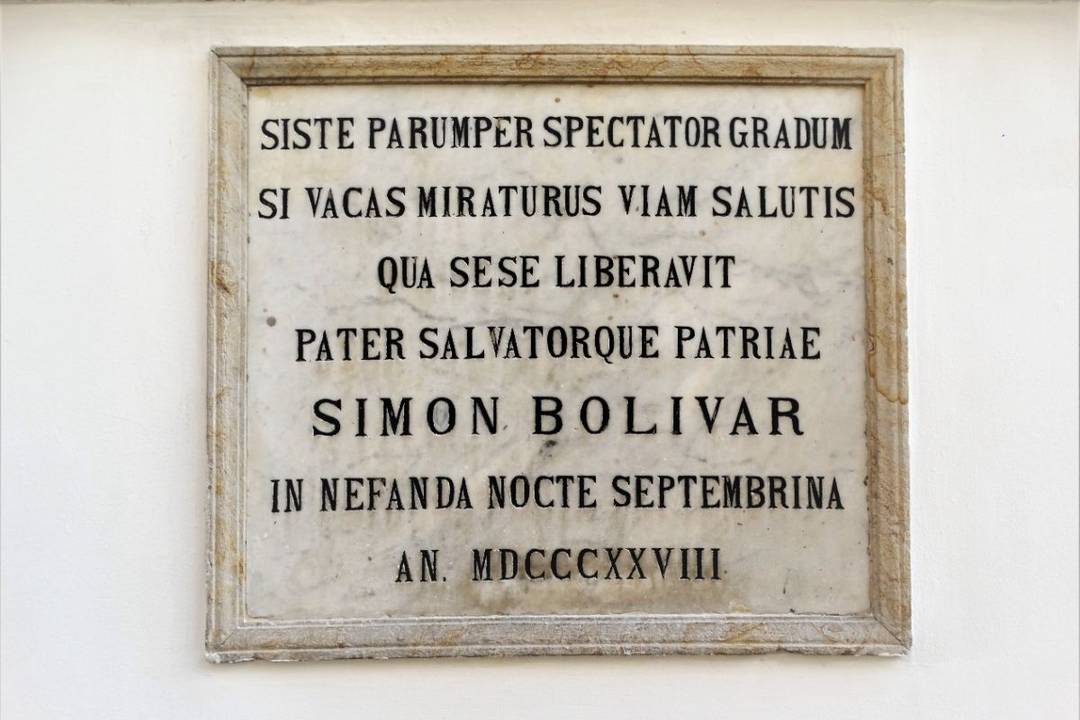 SISTE PARUMPER SPECTATOR GRADUM
SI VACAS MIRATURUS VIAM SALUTIS
QUA SESE LIBERAVIT
PATER SALVATORQUE PATRIAE
SIMON BOLIVAR
IN NEFANDA NOCTE SEPTEMBRINA
AN. MDCCCXXVIII